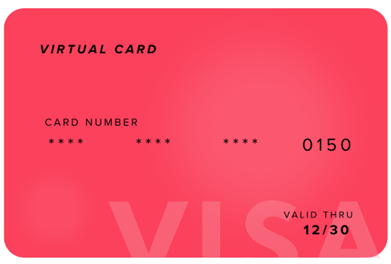 VIRTUAL CARD
CARD NUMBER
**** **** **** 0150
VALID THRU
12/30
VISA